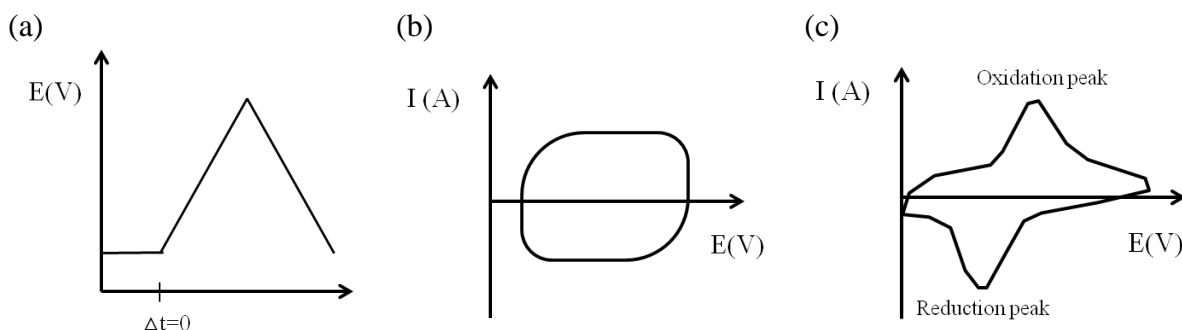 (a)
E(V)
Δt=0
(b)
I (A)
E(V)
(c)
Oxidation peak
I (A)
E(V)
Reduction peak